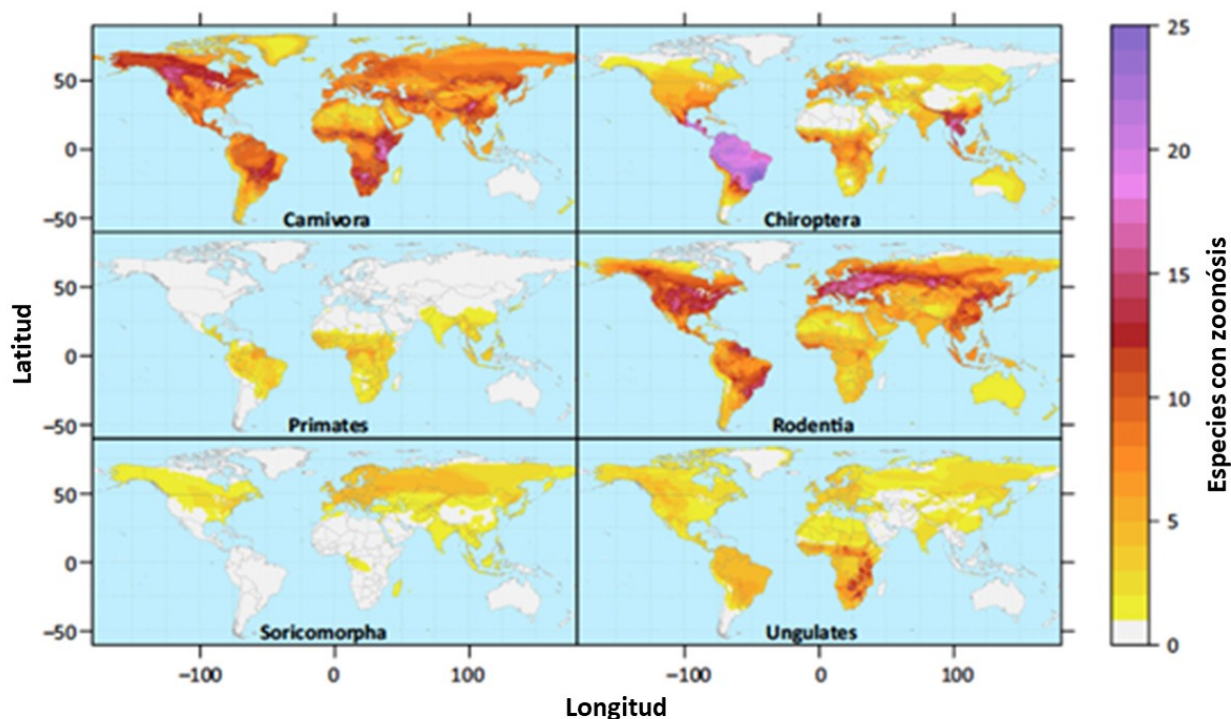 50
0
−50
Carnivora
Chiroptera
50
0
−50
Primates
Rodentia
50
0
−50
Soricomorpha
Ungulates
−100
0
100
−100
0
100
Latitud
Longitud
25
20
15
10
5
0
Especies con zoonósis